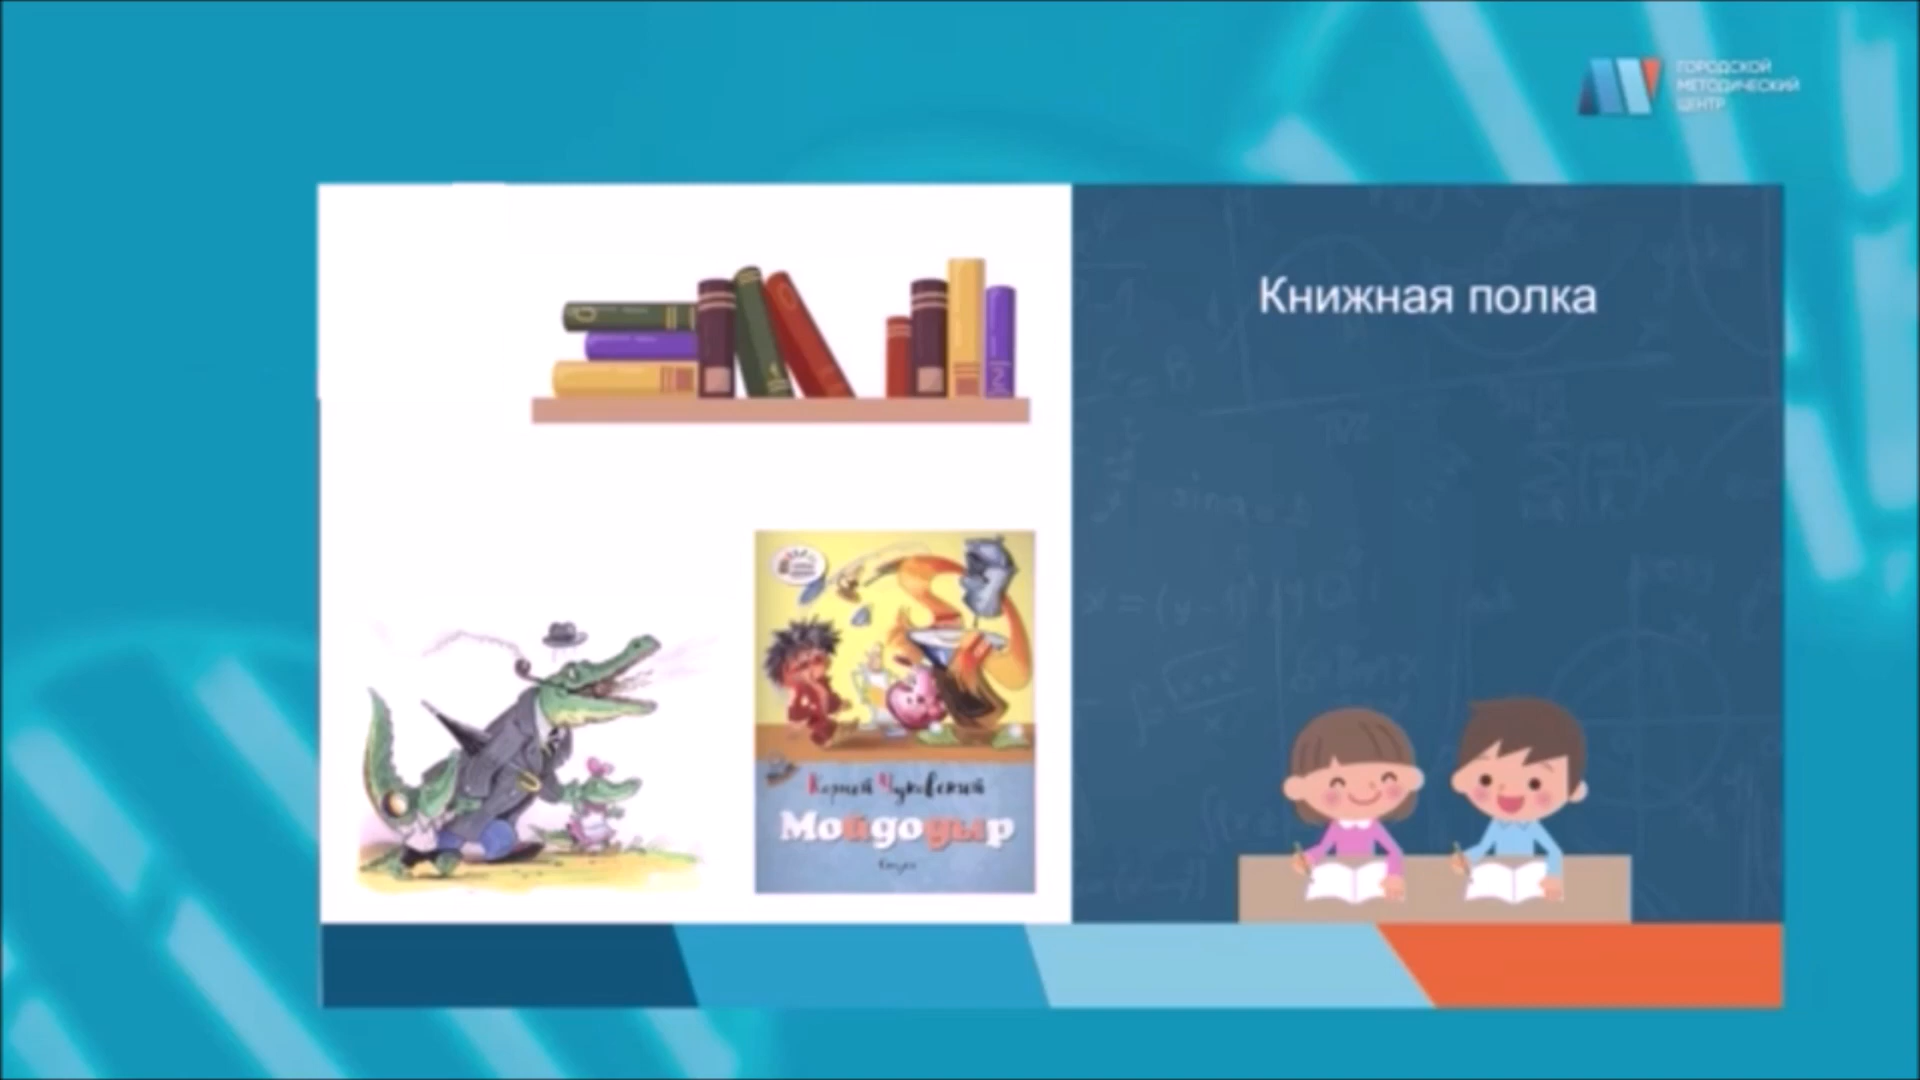 ГОРОДСКОЙ
МЕТОДИЧЕСКИЙ
ЦЕНТР
Книжная полка
Корней Чуковский
Мойдодыр